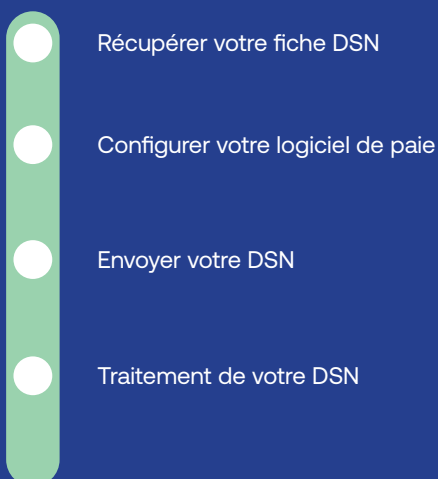 Récupérer votre fiche DSN
Configurer votre logiciel de paie
Envoyer votre DSN
Traitement de votre DSN